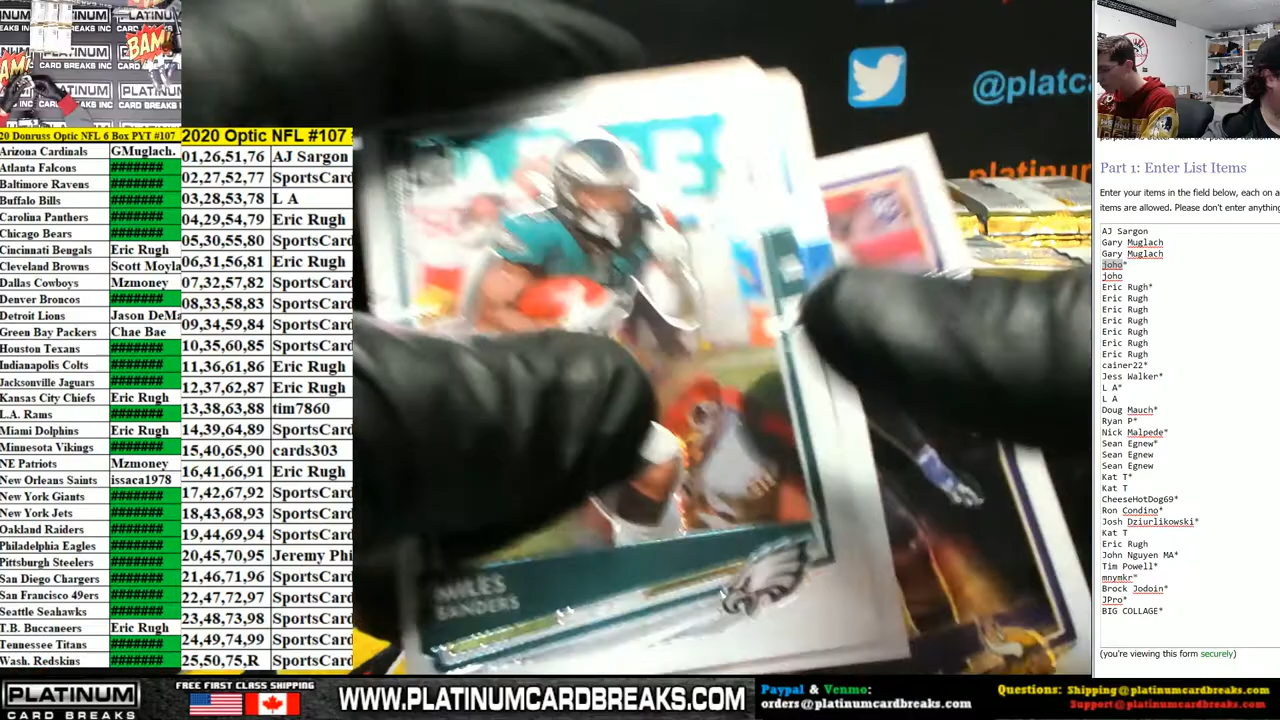 PLATINUM
CARD BREAKS INC
BAM!
20 Donruss Optic NFL 6 Box PYT #107
Arizona Cardinals GMuglach.
Atlanta Falcons #######
Baltimore Ravens #######
Buffalo Bills #######
Carolina Panthers #######
Chicago Bears #######
Cincinnati Bengals Eric Rugh
Cleveland Browns Scott Moyla
Dallas Cowboys Mzmoney
Denver Broncos #######
Detroit Lions Jason DeMa
Green Bay Packers Chae Bae
Houston Texans #######
Indianapolis Colts #######
Jacksonville Jaguars #######
Kansas City Chiefs Eric Rugh
L.A. Rams #######
Miami Dolphins Eric Rugh
Minnesota Vikings #######
NE Patriots Mzmoney
New Orleans Saints issaca1978
New York Giants #######
New York Jets #######
Oakland Raiders #######
Philadelphia Eagles #######
Pittsburgh Steelers #######
San Diego Chargers #######
San Francisco 49ers #######
Seattle Seahawks #######
T.B. Buccaneers Eric Rugh
Tennessee Titans #######
Wash. Redskins #######
2020 Optic NFL #107
01,26,51,76 AJ Sargon
02,27,52,77 SportsCard
03,28,53,78 L A
04,29,54,79 Eric Rugh
05,30,55,80 SportsCard
06,31,56,81 Eric Rugh
07,32,57,82 SportsCard
08,33,58,83 SportsCard
09,34,59,84 SportsCard
10,35,60,85 SportsCard
11,36,61,86 Eric Rugh
12,37,62,87 Eric Rugh
13,38,63,88 tim7860
14,39,64,89 SportsCard
15,40,65,90 cards303
16,41,66,91 Eric Rugh
17,42,67,92 SportsCard
18,43,68,93 SportsCard
19,44,69,94 SportsCard
20,45,70,95 Jeremy Phi
21,46,71,96 SportsCard
22,47,72,97 SportsCard
23,48,73,98 SportsCard
24,49,74,99 SportsCard
25,50,75,R SportsCard
@platca
platinum
Part 1: Enter List Items
Enter your items in the field below, each on a
items are allowed. Please don't enter anything
AJ Sargon
Gary Muglach
Gary Muglach
joho*
joho
Eric Rugh*
Eric Rugh
Eric Rugh
Eric Rugh
Eric Rugh
Eric Rugh
Eric Rugh
cainer22*
Jess Walker*
L A*
L A
Doug Mauch*
Ryan P*
Nick Malpede*
Sean Egnew*
Sean Egnew
Sean Egnew
Kat T*
Kat T
CheeseHotDog69*
Ron Condino*
Josh Dziurlikowski*
Kat T
Eric Rugh
John Nguyen MA*
Tim Powell*
mnymkr*
Brock Jodoin*
JPro*
BIG COLLAGE*
(you're viewing this form securely)
PLATINUM
CARD BREAKS
FREE FIRST CLASS SHIPPING
WWW.PLATINUMCARDBREAKS.COM
Paypal & Venmo:
orders@platinumcardbreaks.com
Questions: Shipping@platinumcardbreaks.com
Support@platinumcardbreaks.com